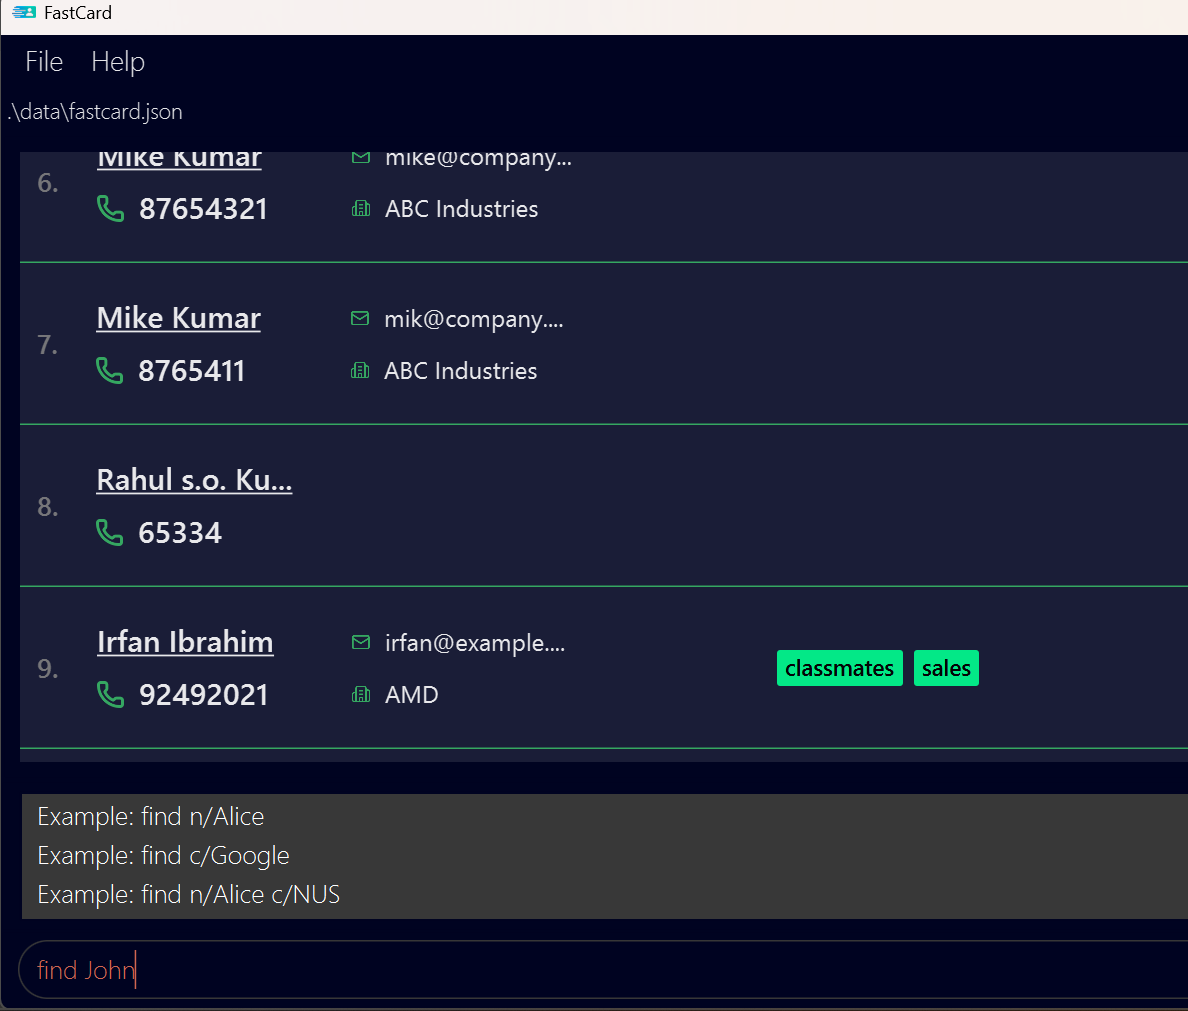 FastCard
File Help
.\data\fastcard.json
6.
Mike Kumar
mike@company...
87654321
ABC Industries
7.
Mike Kumar
mik@company....
8765411
ABC Industries
8.
Rahul s.o. Ku...
65334
9.
Irfan Ibrahim
irfan@example....
classmates sales
92492021
AMD
Example: find n/Alice
Example: find c/Google
Example: find n/Alice c/NUS
find John